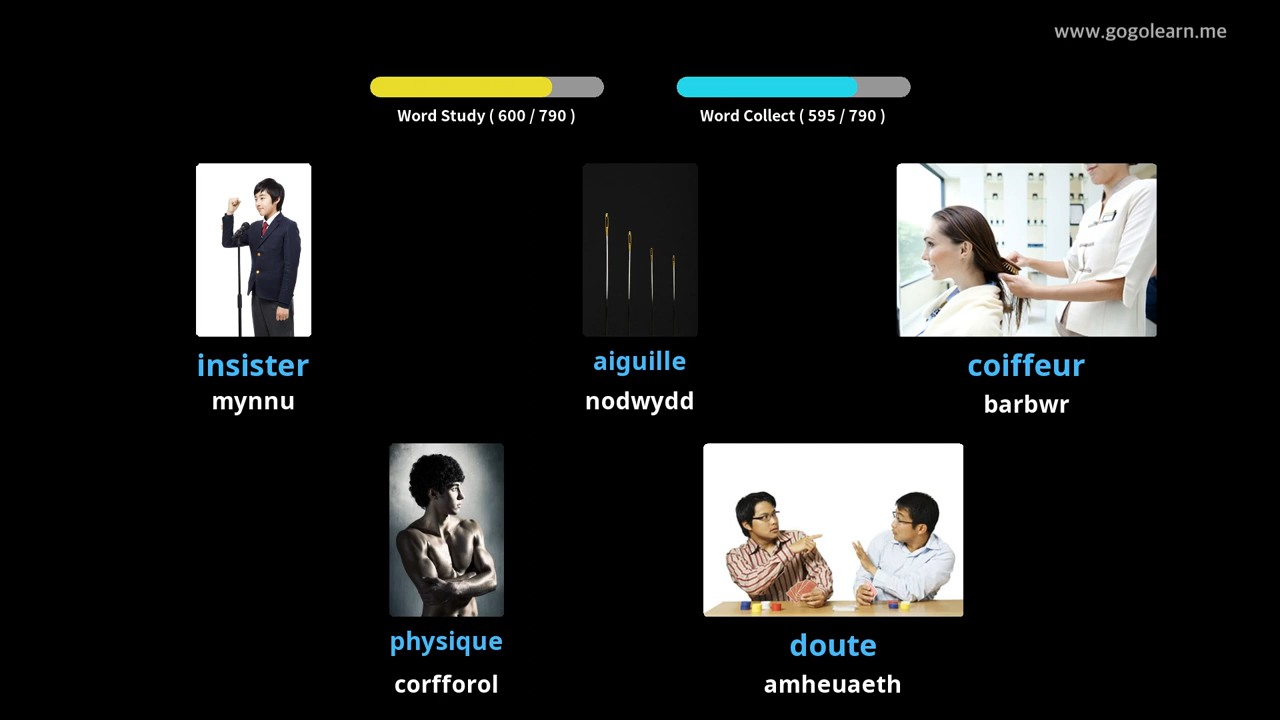 www.gogolearn.me
Word Study ( 600 / 790 )
Word Collect ( 595 / 790 )
insister
mynnu
aiguille
nodwydd
coiffeur
barbwr
physique
corfforol
doute
amheuaeth